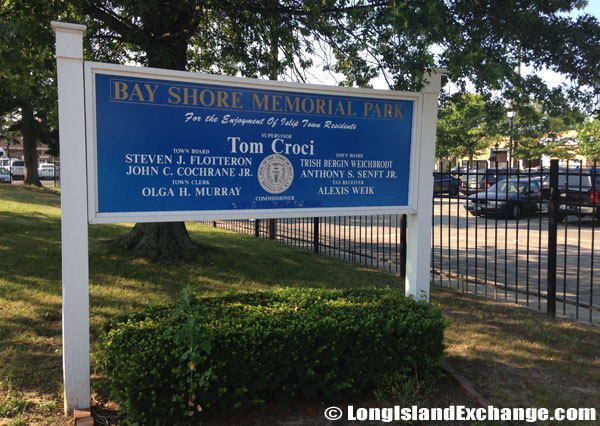 BAY SHORE MEMORIAL PARK
For the Enjoyment Of Islip Town Residents
SUPERVISOR
Tom Croci
TOWN BOARD
STEVEN J. FLOTTERON
JOHN C. COCHRANE JR.
TOWN CLERK
OLGA H. MURRAY
TOWN BOARD
TRISH BERGIN WEICHBRODT
ANTHONY S. SENFT JR.
TAX RECEIVER
ALEXIS WEIK
COMMISSIONER
© LongIslandExchange.com